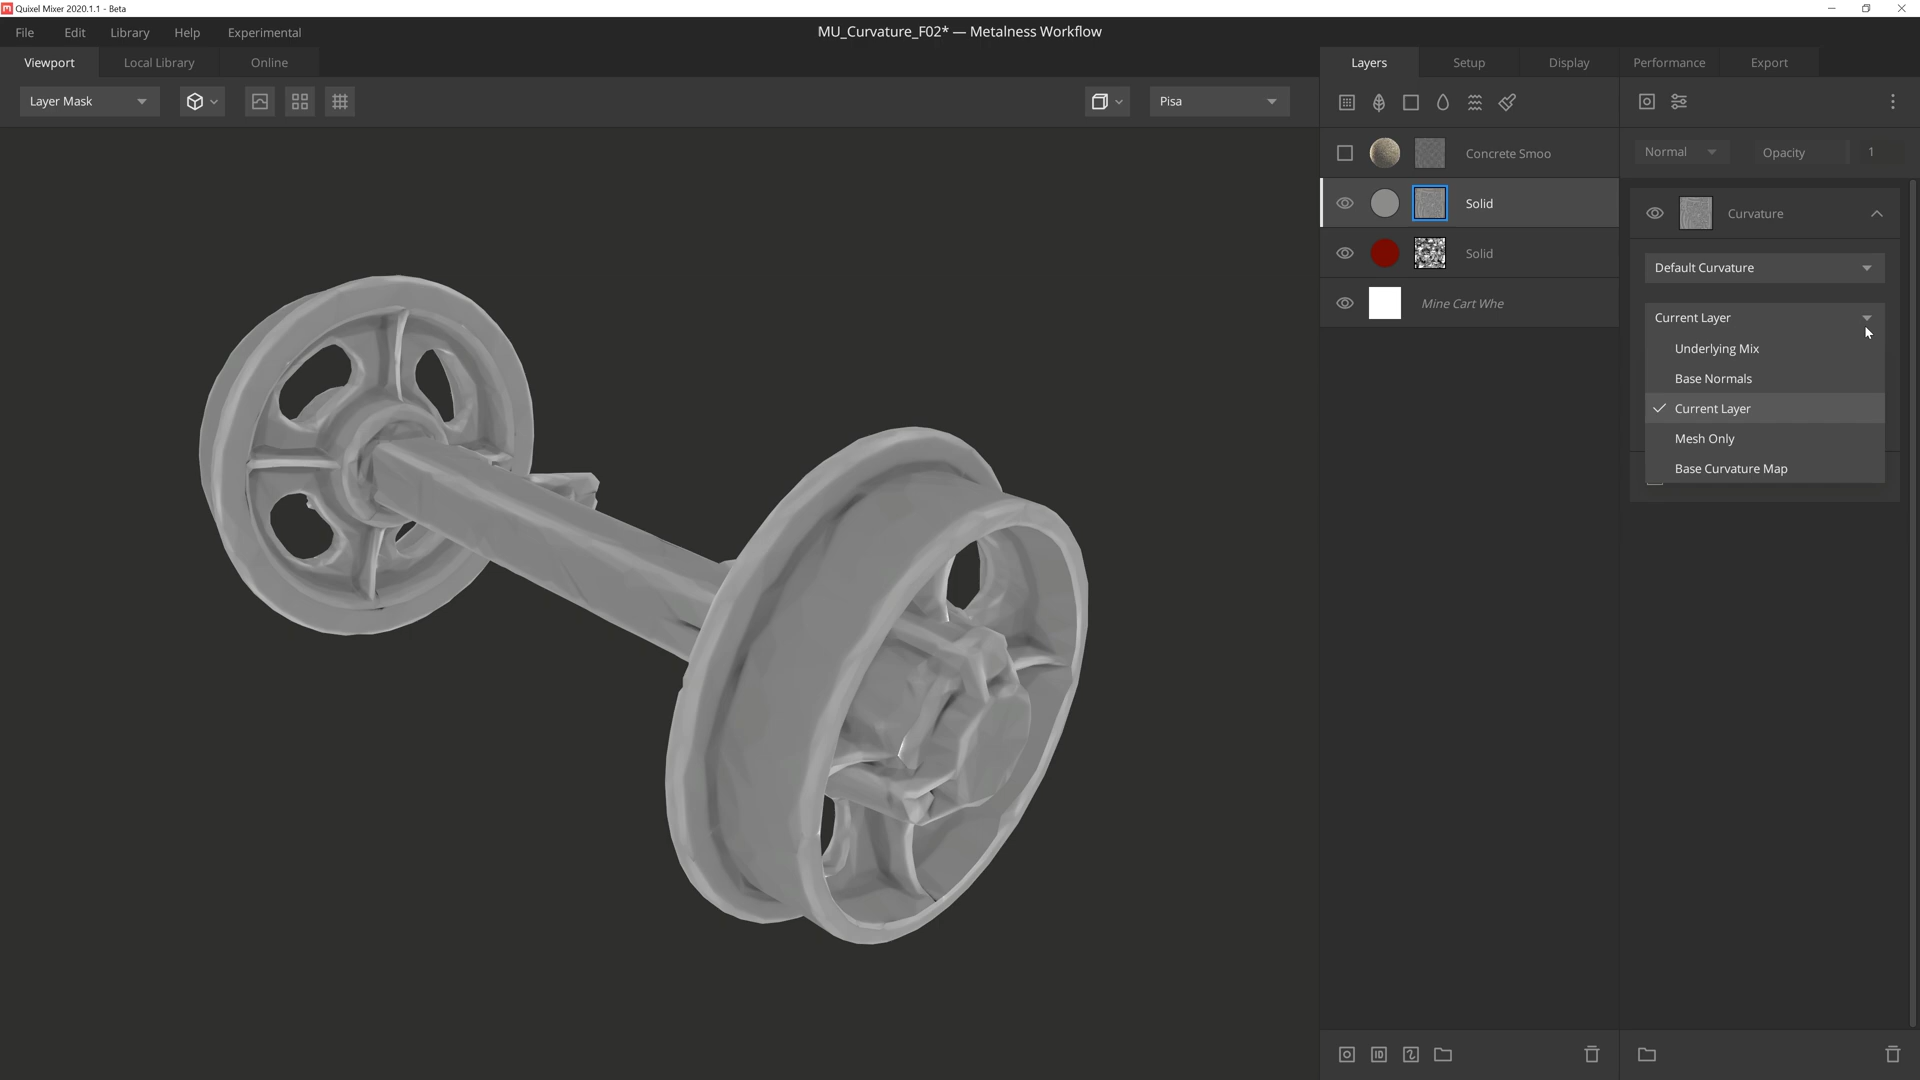 Quixel Mixer 2020.1.1 - Beta
File Edit Library Help Experimental
MU_Curvature_F02* — Metalness Workflow
Viewport Local Library Online
Layers Setup Display Performance Export
Layer Mask
Pisa
Concrete Smoo
Normal Opacity 1
Solid
Curvature
Solid
Default Curvature
Mine Cart Whe
Current Layer
Underlying Mix
Base Normals
Current Layer
Mesh Only
Base Curvature Map